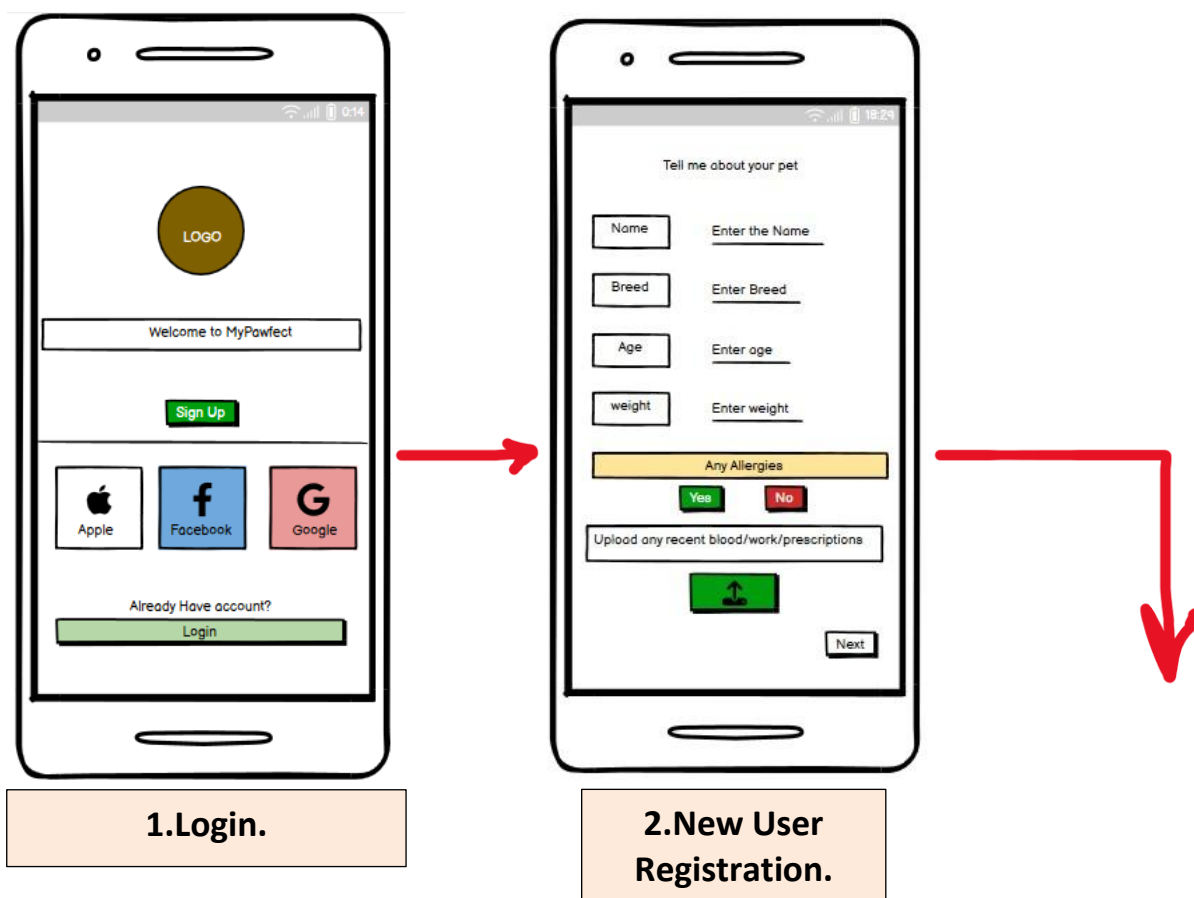 0:14
LOGO
Welcome to MyPawfect
Sign Up
Apple
Facebook
Google
Already Have account?
Login
1.Login.
18:29
Tell me about your pet
Name
Enter the Name
Breed
Enter Breed
Age
Enter age
weight
Enter weight
Any Allergies
Yes
No
Upload any recent blood/work/prescriptions
Next
2.New User
Registration.